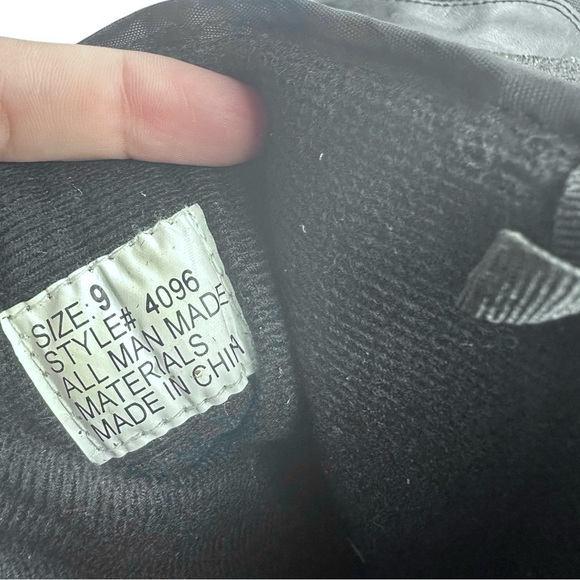 SIZE: 9
STYLE# 4096
ALL MAN MADE
MATERIALS
MADE IN CHINA